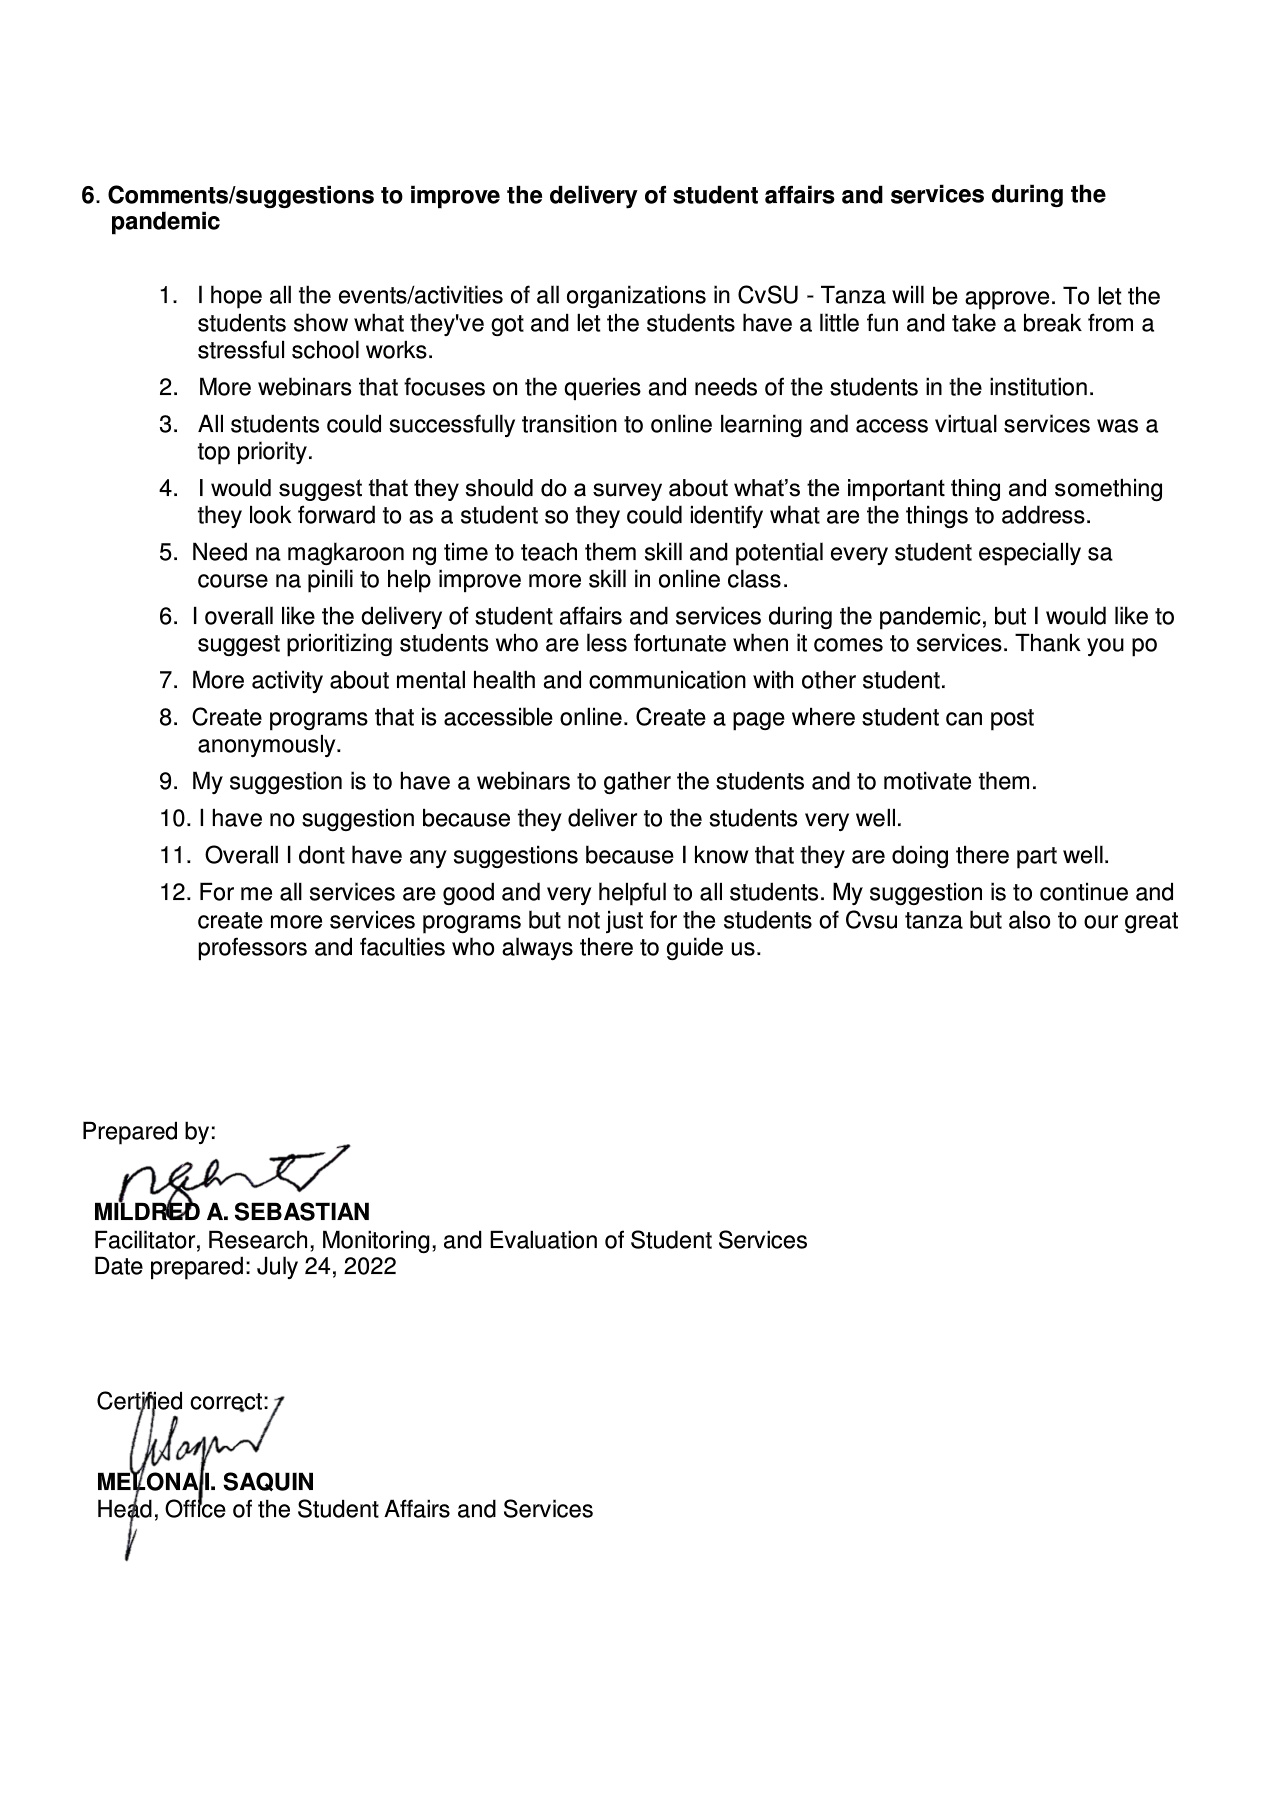 6. Comments/suggestions to improve the delivery of student affairs and services during the
pandemic
1. I hope all the events/activities of all organizations in CvSU - Tanza will be approve. To let the
students show what they've got and let the students have a little fun and take a break from a
stressful school works.
2. More webinars that focuses on the queries and needs of the students in the institution.
3. All students could successfully transition to online learning and access virtual services was a
top priority.
4. I would suggest that they should do a survey about what’s the important thing and something
they look forward to as a student so they could identify what are the things to address.
5. Need na magkaroon ng time to teach them skill and potential every student especially sa
course na pinili to help improve more skill in online class.
6. I overall like the delivery of student affairs and services during the pandemic, but I would like to
suggest prioritizing students who are less fortunate when it comes to services. Thank you po
7. More activity about mental health and communication with other student.
8. Create programs that is accessible online. Create a page where student can post
anonymously.
9. My suggestion is to have a webinars to gather the students and to motivate them.
10. I have no suggestion because they deliver to the students very well.
11. Overall I dont have any suggestions because I know that they are doing there part well.
12. For me all services are good and very helpful to all students. My suggestion is to continue and
create more services programs but not just for the students of Cvsu tanza but also to our great
professors and faculties who always there to guide us.
Prepared by:
MILDRED A. SEBASTIAN
Facilitator, Research, Monitoring, and Evaluation of Student Services
Date prepared: July 24, 2022
Certified correct:
MELONA I. SAQUIN
Head, Office of the Student Affairs and Services